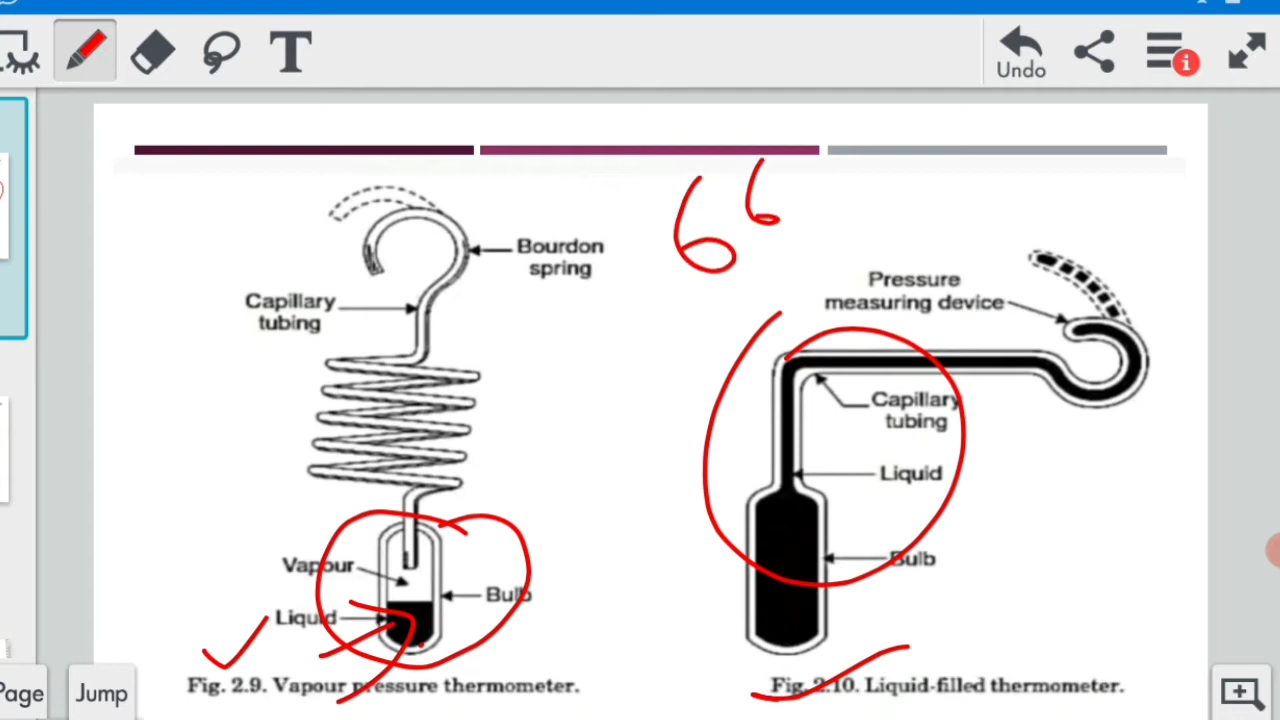 T
Undo
i
66
Bourdon
spring
Capillary
tubing
Pressure
measuring device
Capillary
tubing
Liquid
Bulb
Vapour
Bulb
Liquid
Fig. 2.9. Vapour pressure thermometer.
Fig. 2.10. Liquid-filled thermometer.
Page
Jump